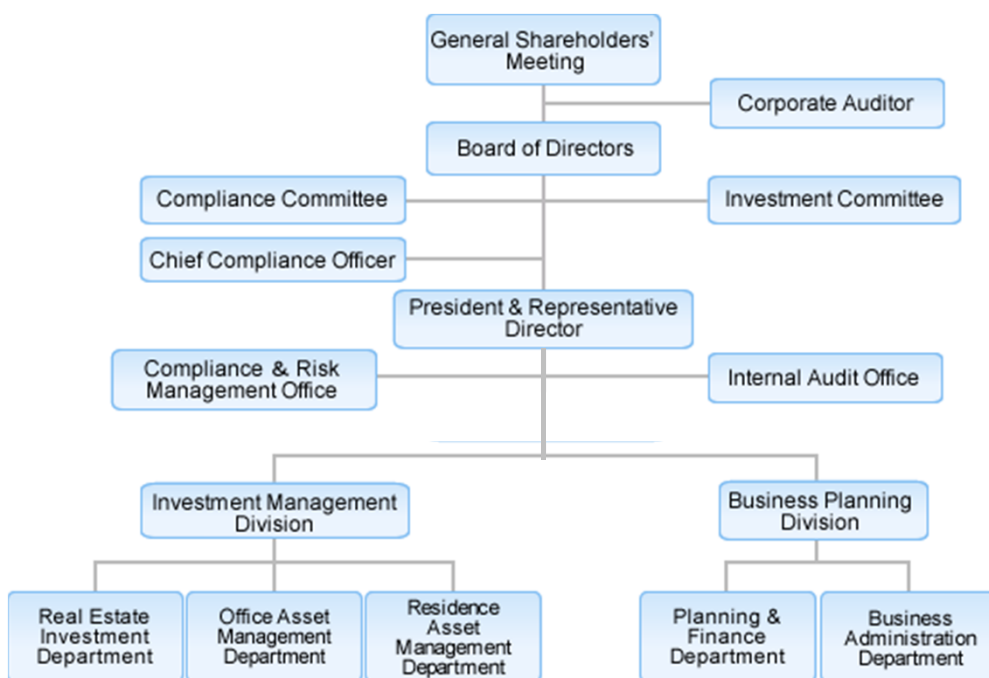 General Shareholders'
Meeting
Corporate Auditor
Board of Directors
Compliance Committee
Investment Committee
Chief Compliance Officer
President & Representative
Director
Compliance & Risk
Management Office
Internal Audit Office
Investment Management
Division
Business Planning
Division
Real Estate
Investment
Department
Office Asset
Management
Department
Residence
Asset
Management
Department
Planning &
Finance
Department
Business
Administration
Department